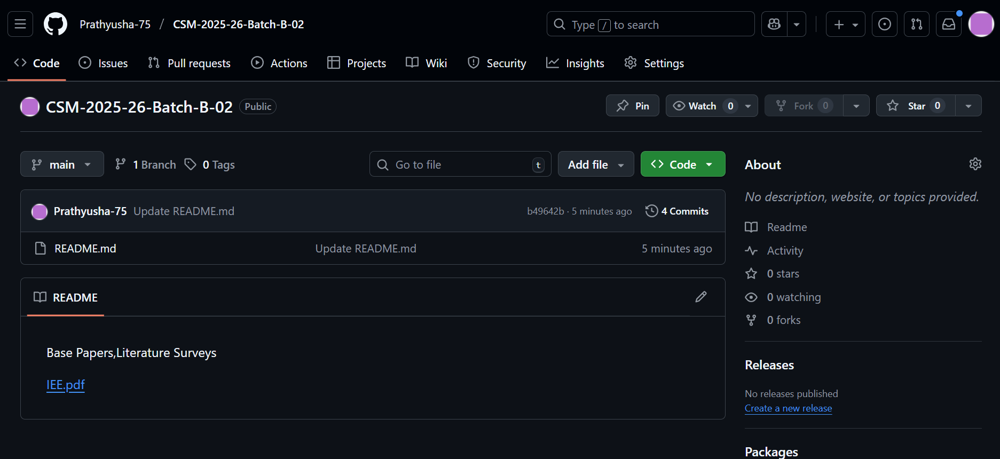 Prathyusha-75 / CSM-2025-26-Batch-B-02
Type / to search
Code Issues Pull requests Actions Projects Wiki Security Insights Settings
CSM-2025-26-Batch-B-02 Public
Pin Watch 0 Fork 0 Star 0
main 1 Branch 0 Tags
Go to file t
Add file Code
Prathyusha-75 Update README.md
b49642b · 5 minutes ago 4 Commits
README.md Update README.md 5 minutes ago
README
Base Papers,Literature Surveys
IEE.pdf
About
No description, website, or topics provided.
Readme
Activity
0 stars
0 watching
0 forks
Releases
No releases published
Create a new release
Packages